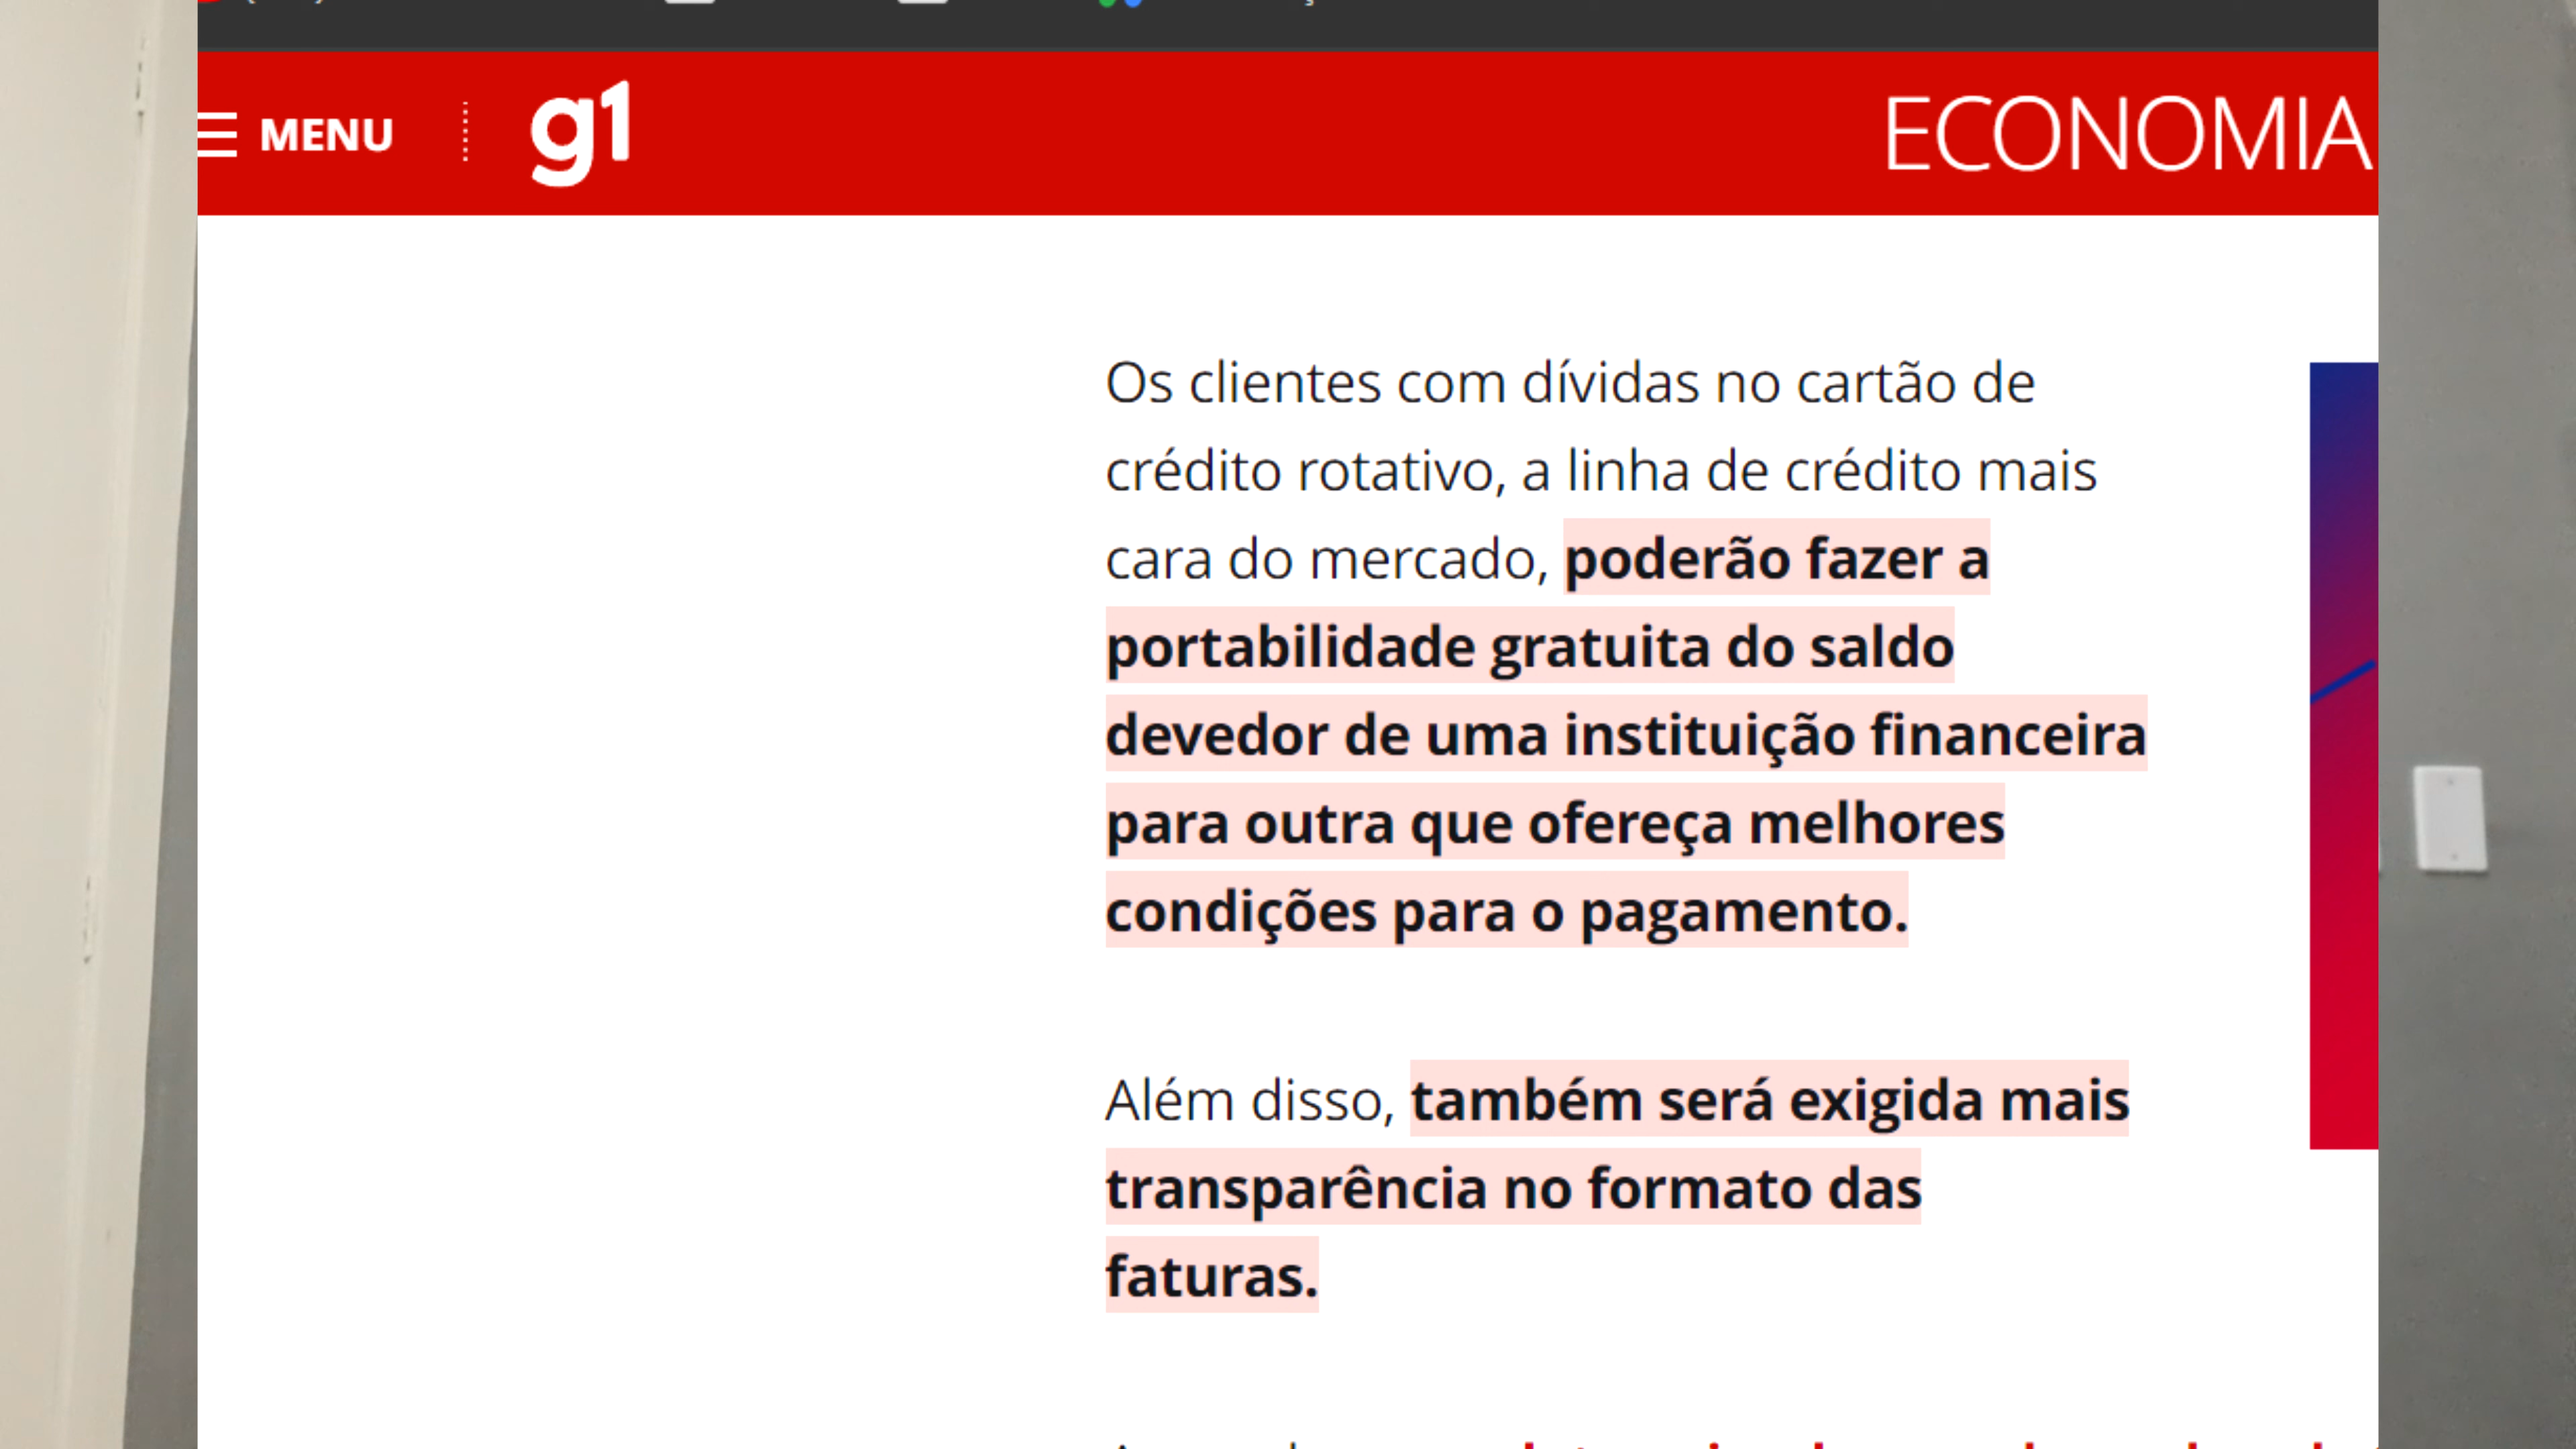 MENU
g1
ECONOMIA
Os clientes com dívidas no cartão de
crédito rotativo, a linha de crédito mais
cara do mercado, poderão fazer a
portabilidade gratuita do saldo
devedor de uma instituição financeira
para outra que ofereça melhores
condições para o pagamento.
Além disso, também será exigida mais
transparência no formato das
faturas.